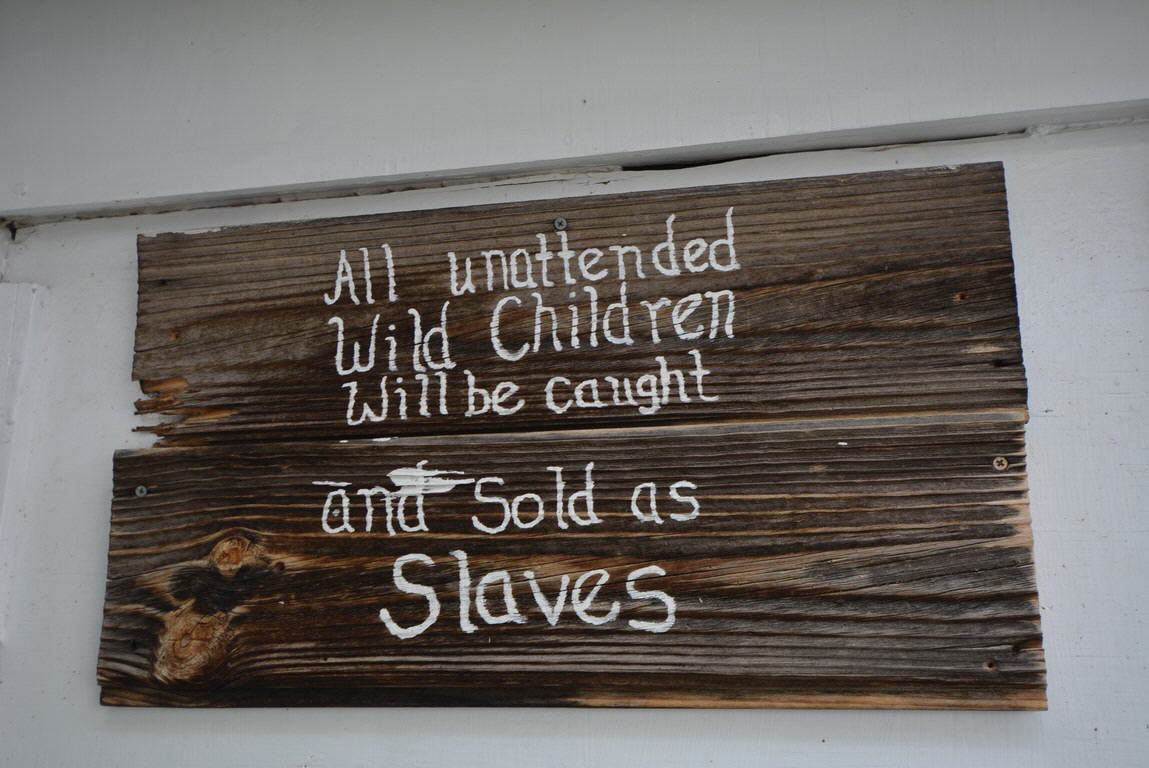 All unattended
Wild Children
Will be caught
and Sold as
Slaves